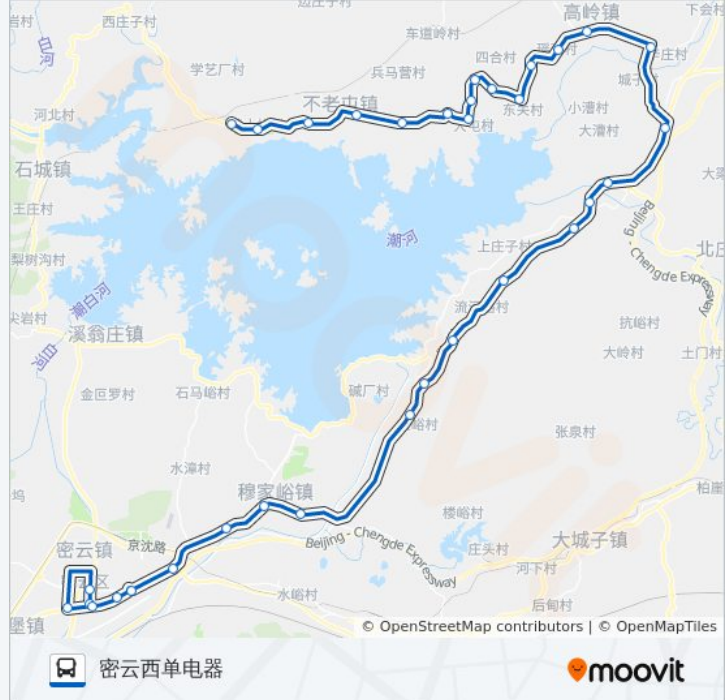 边庄子村
下会村
岩村
西庄子村
高岭镇
白河
车道岭村
四合村
学艺厂村
兵马营村
不老屯镇
小漕村
河北村
东关
大漕村
石城镇
王庄村
潮河
上庄子村
北庄
梨树沟村
Beijing - Chengde Expressway
潮白河
尖岩村
抗峪村
溪翁庄镇
白河
大岭村
土门村
金叵罗村
石马峪村
碱厂村
峪村
张泉村
水漳村
坞
穆家峪镇
柏崖
楼峪村
密云镇
京沈路
Beijing - Chengde Expressway
庄头村
大城子镇
河下村
水峪村
后甸村
堡镇
© OpenStreetMap contributors | © OpenMapTiles
密云西单电器
moovit